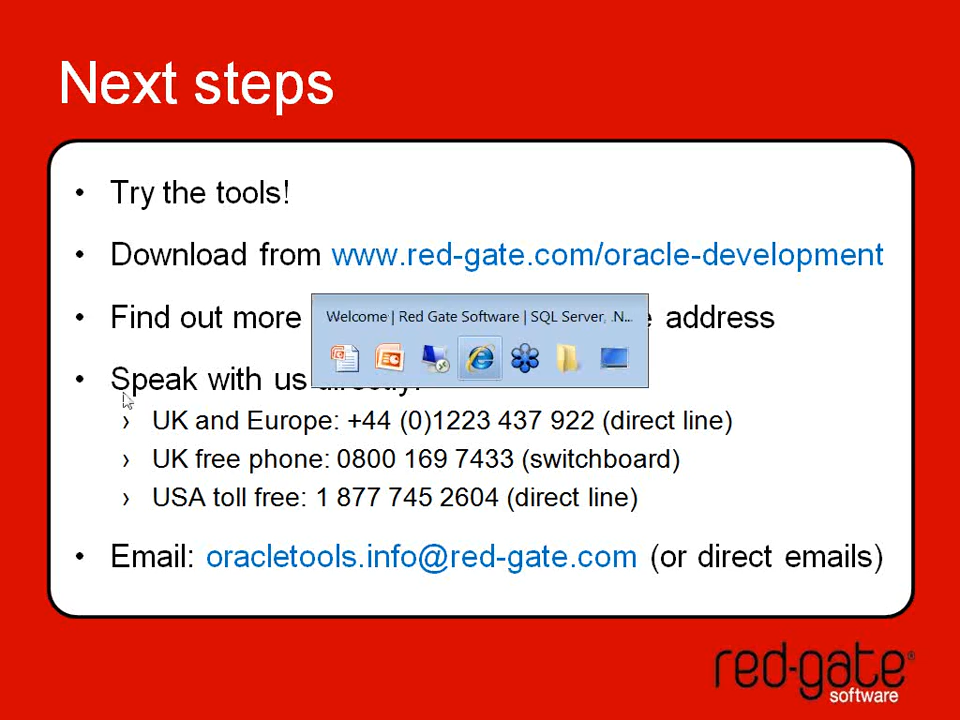 Next steps
• Try the tools!
• Download from www.red-gate.com/oracle-development
• Find out more address
Welcome | Red Gate Software | SQL Server, .N...
• Speak with us directly:
› UK and Europe: +44 (0)1223 437 922 (direct line)
› UK free phone: 0800 169 7433 (switchboard)
› USA toll free: 1 877 745 2604 (direct line)
• Email: oracletools.info@red-gate.com (or direct emails)
red-gate®
software